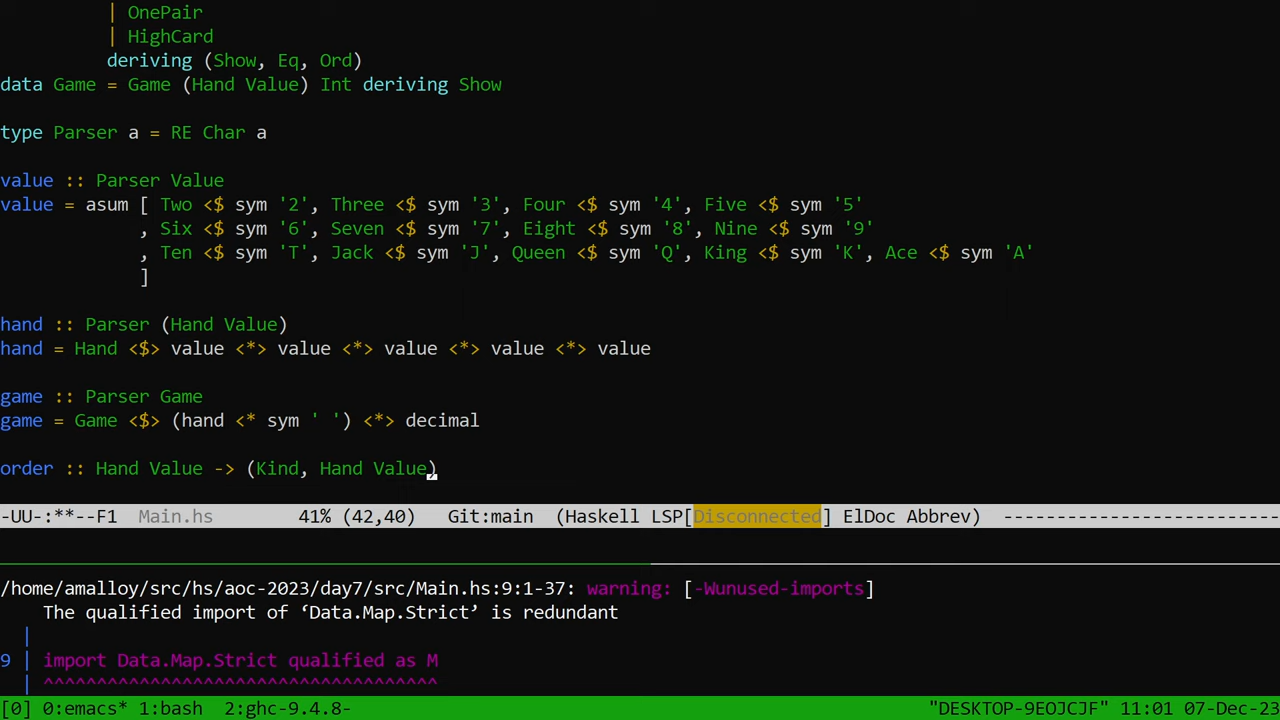 | OnePair
| HighCard
deriving (Show, Eq, Ord)
data Game = Game (Hand Value) Int deriving Show
type Parser a = RE Char a
value :: Parser Value
value = asum [ Two <$ sym '2', Three <$ sym '3', Four <$ sym '4', Five <$ sym '5'
, Six <$ sym '6', Seven <$ sym '7', Eight <$ sym '8', Nine <$ sym '9'
, Ten <$ sym 'T', Jack <$ sym 'J', Queen <$ sym 'Q', King <$ sym 'K', Ace <$ sym 'A'
]
hand :: Parser (Hand Value)
hand = Hand <$> value <*> value <*> value <*> value <*> value
game :: Parser Game
game = Game <$> (hand <* sym ' ') <*> decimal
order :: Hand Value -> (Kind, Hand Value)
-UU-:**--F1 Main.hs 41% (42,40) Git:main (Haskell LSP[Disconnected] ElDoc Abbrev) --------------------------
/home/amalloy/src/hs/aoc-2023/day7/src/Main.hs:9:1-37: warning: [-Wunused-imports]
The qualified import of ‘Data.Map.Strict’ is redundant
|
9 | import Data.Map.Strict qualified as M
| ^^^^^^^^^^^^^^^^^^^^^^^^^^^^^^^^^^^^^
[0] 0:emacs* 1:bash 2:ghc-9.4.8- "DESKTOP-9EOJCJF" 11:01 07-Dec-23